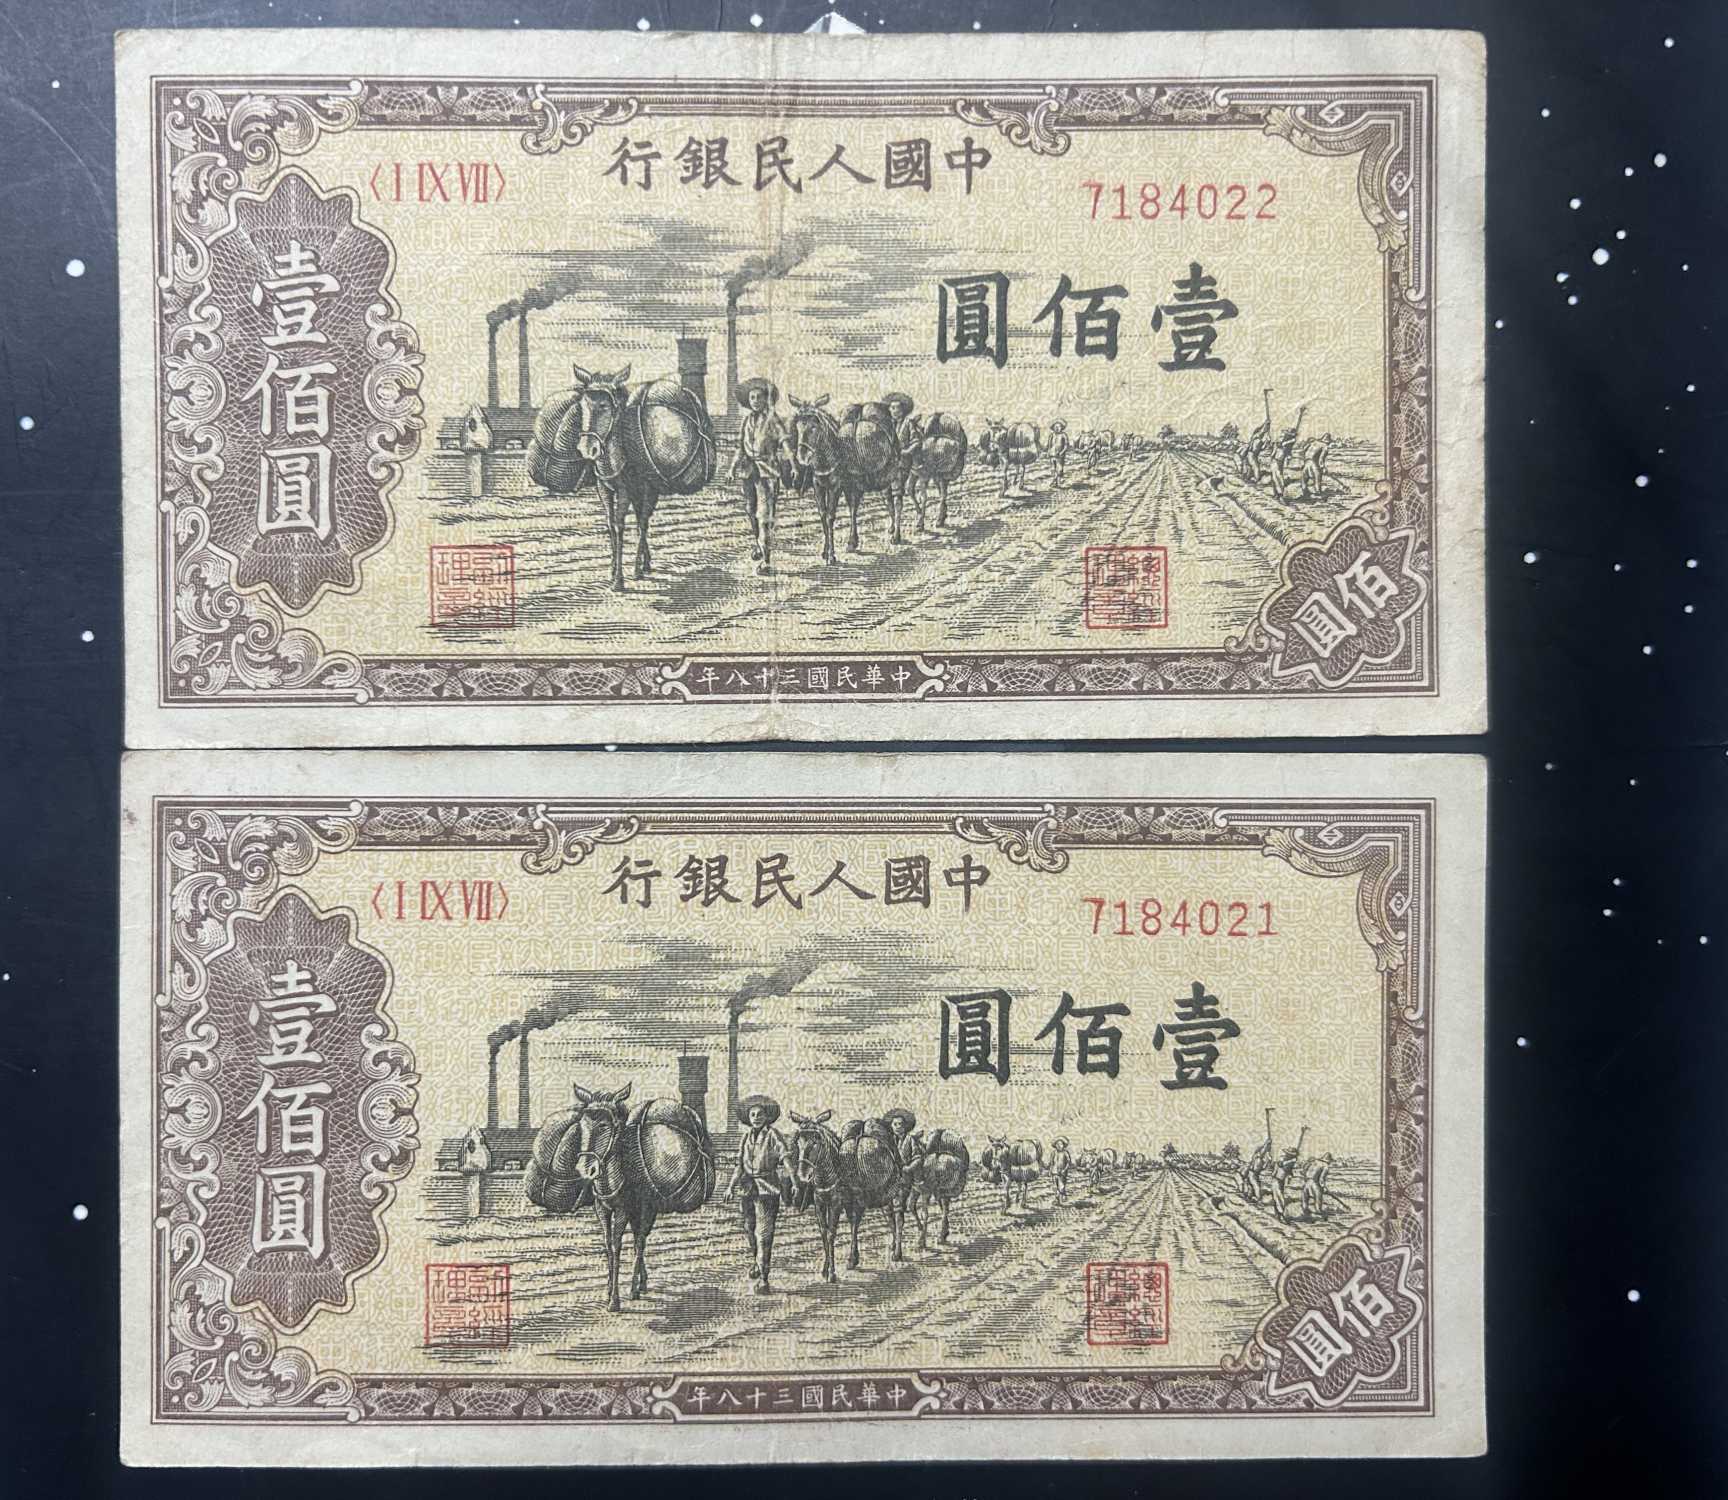 中國人民銀行
〈I IX VII〉
7184022
壹佰圓
壹佰圓
佰圓
中華民國三十八年
中國人民銀行
〈I IX VII〉
7184021
壹佰圓
壹佰圓
佰圓
中華民國三十八年